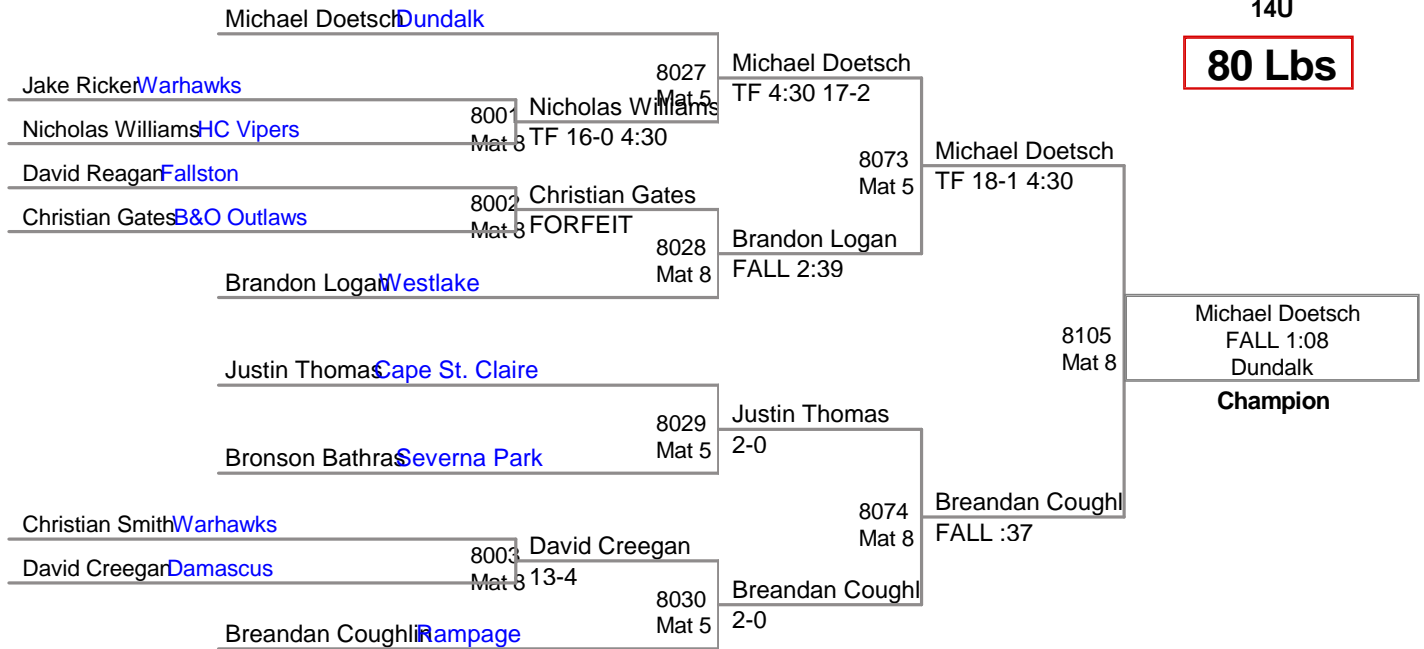 14U
80 Lbs
Michael Doetsch Dundalk
Jake Ricker Warhawks
Nicholas Williams HC Vipers
David Reagan Fallston
Christian Gates B&O Outlaws
Brandon Logan Westlake
Justin Thomas Cape St. Claire
Bronson Bathras Severna Park
Christian Smith Warhawks
David Creegan Damascus
Breandan Coughlin Rampage
8001
Mat 8
Nicholas Williams
TF 16-0 4:30
8002
Mat 8
Christian Gates
FORFEIT
8003
Mat 8
David Creegan
13-4
8027
Mat 5
Michael Doetsch
TF 4:30 17-2
8028
Mat 8
Brandon Logan
FALL 2:39
8029
Mat 5
Justin Thomas
2-0
8030
Mat 5
Breandan Coughl
2-0
8073
Mat 5
Michael Doetsch
TF 18-1 4:30
8074
Mat 8
Breandan Coughl
FALL :37
8105
Mat 8
Michael Doetsch
FALL 1:08
Dundalk
Champion